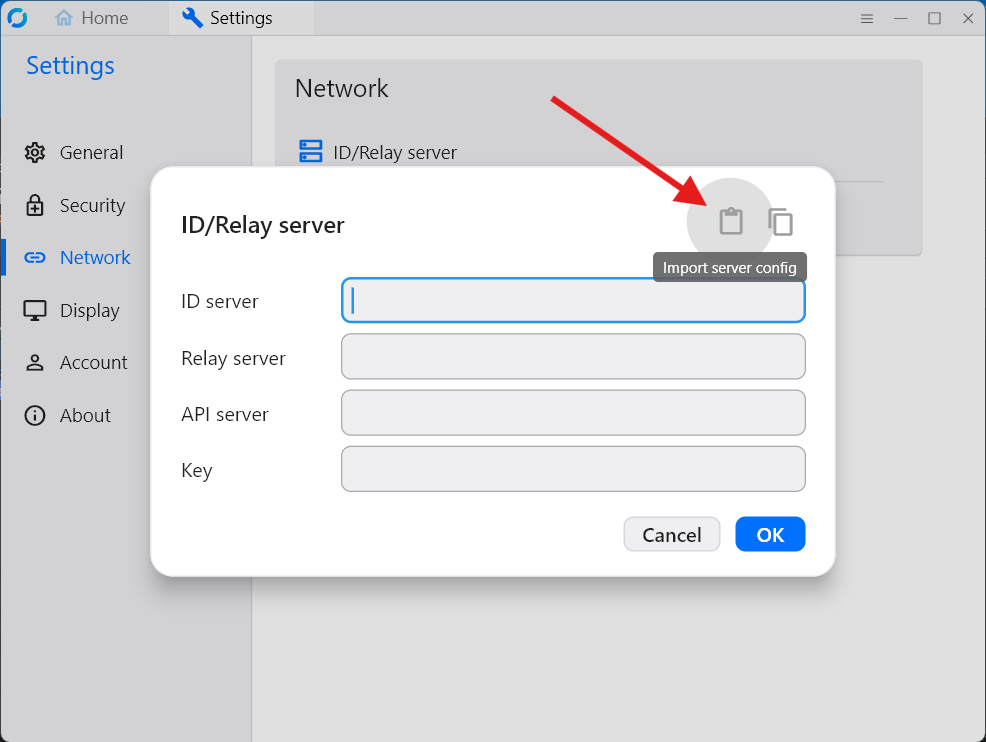 Home
Settings
Settings
Network
General
ID/Relay server
Security
ID/Relay server
Import server config
Network
ID server
Display
Relay server
Account
API server
About
Key
Cancel
OK